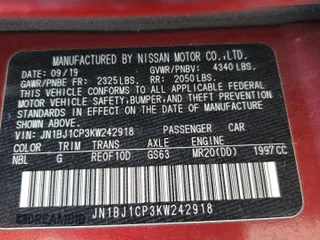 MANUFACTURED BY NISSAN MOTOR CO.,LTD.
DATE: 09/19 GVWR/PNBV: 4340 LBS.
GAWR/PNBE FR: 2325 LBS. RR: 2050 LBS.
THIS VEHICLE CONFORMS TO ALL APPLICABLE
FEDERAL MOTOR VEHICLE SAFETY, BUMPER,
AND THEFT PREVENTION STANDARDS IN EFFECT
ON THE DATE OF MANUFACTURE SHOWN ABOVE.
VIN: JN1BJ1CP3KW242918 PASSENGER CAR
COLOR TRIM TRANS AXLE ENGINE
NBL G RE0F10D GS63 MR20(DD) 1997 CC
JN1BJ1CP3KW242918
DREAMBID